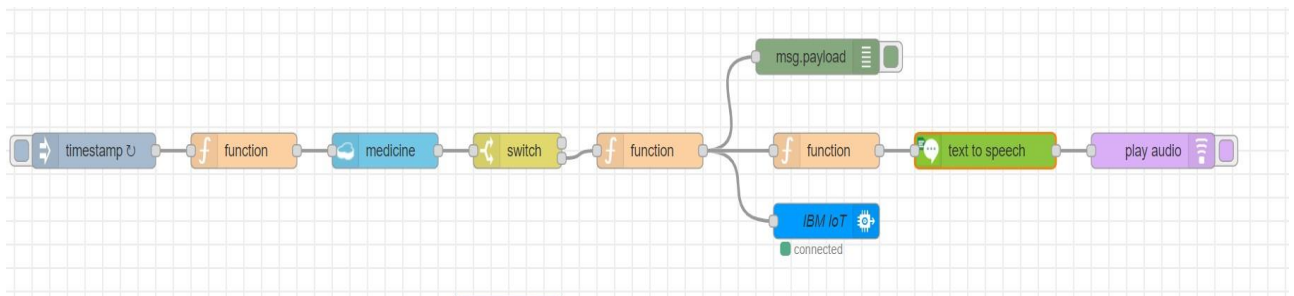 msg.payload
timestamp ↻
function
medicine
switch
function
function
text to speech
play audio
IBM IoT
connected